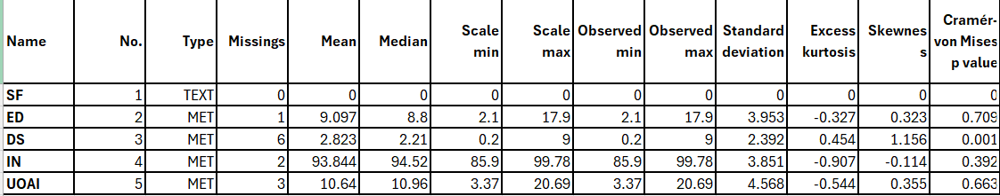 Name No. Type Missings Mean Median Scale min Scale max Observed min Observed max Standard deviation Excess kurtosis Skewness Cramér-von Mises p value
SF 1 TEXT 0 0 0 0 0 0 0 0 0 0 0
ED 2 MET 1 9.097 8.8 2.1 17.9 2.1 17.9 3.953 -0.327 0.323 0.709
DS 3 MET 6 2.823 2.21 0.2 9 0.2 9 2.392 0.454 1.156 0.001
IN 4 MET 2 93.844 94.52 85.9 99.78 85.9 99.78 3.851 -0.907 -0.114 0.392
UOAI 5 MET 3 10.64 10.96 3.37 20.69 3.37 20.69 4.568 -0.544 0.355 0.663